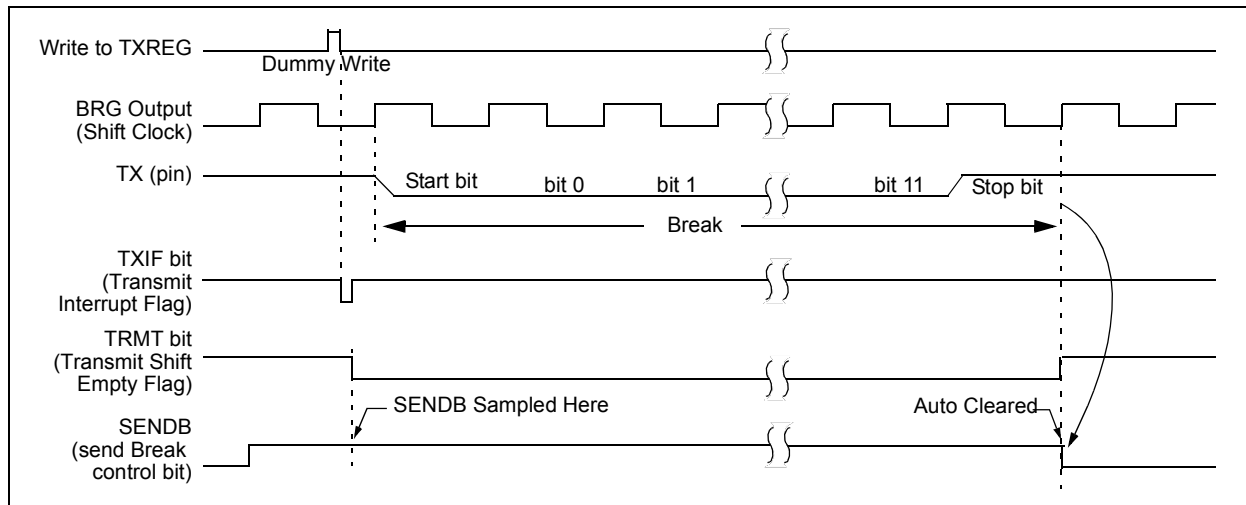 Write to TXREG
Dummy Write
BRG Output
(Shift Clock)
TX (pin)
Start bit
bit 0
bit 1
bit 11
Stop bit
Break
TXIF bit
(Transmit
Interrupt Flag)
TRMT bit
(Transmit Shift
Empty Flag)
SENDB Sampled Here
Auto Cleared
SENDB
(send Break
control bit)